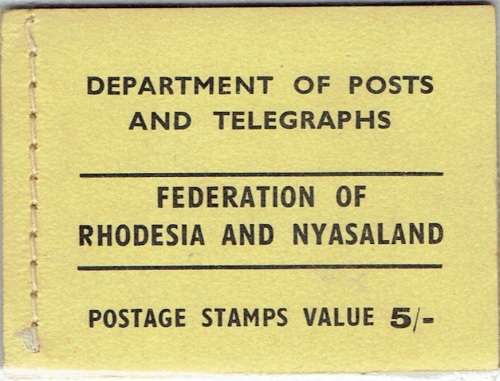 DEPARTMENT OF POSTS
AND TELEGRAPHS
FEDERATION OF
RHODESIA AND NYASALAND
POSTAGE STAMPS VALUE 5/-